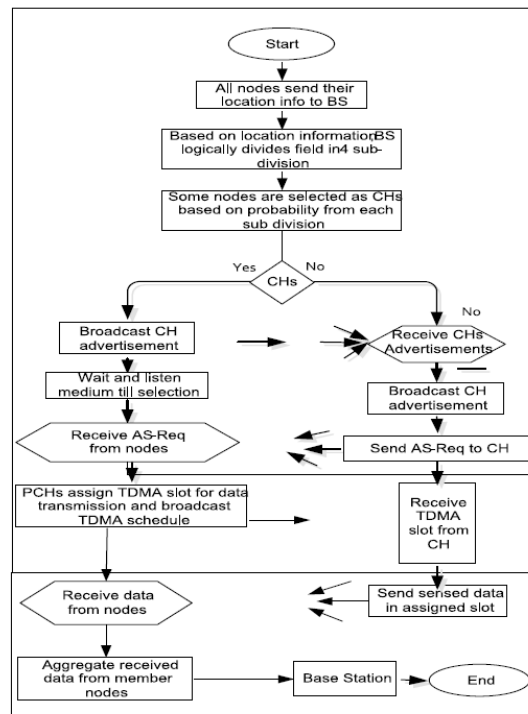 Start
All nodes send their
location info to BS
Based on location information,BS
logically divides field in4 sub-
division
Some nodes are selected as CHs
based on probability from each
sub division
Yes
No
CHs
No
Broadcast CH
advertisement
Receive CHs
Advertisements
Wait and listen
medium till selection
Broadcast CH
advertisement
Receive AS-Req
from nodes
Send AS-Req to CH
PCHs assign TDMA slot for data
transmission and broadcast
TDMA schedule
Receive
TDMA
slot from
CH
Receive data
from nodes
Send sensed data
in assigned slot
Aggregate received
data from member
nodes
Base Station
End